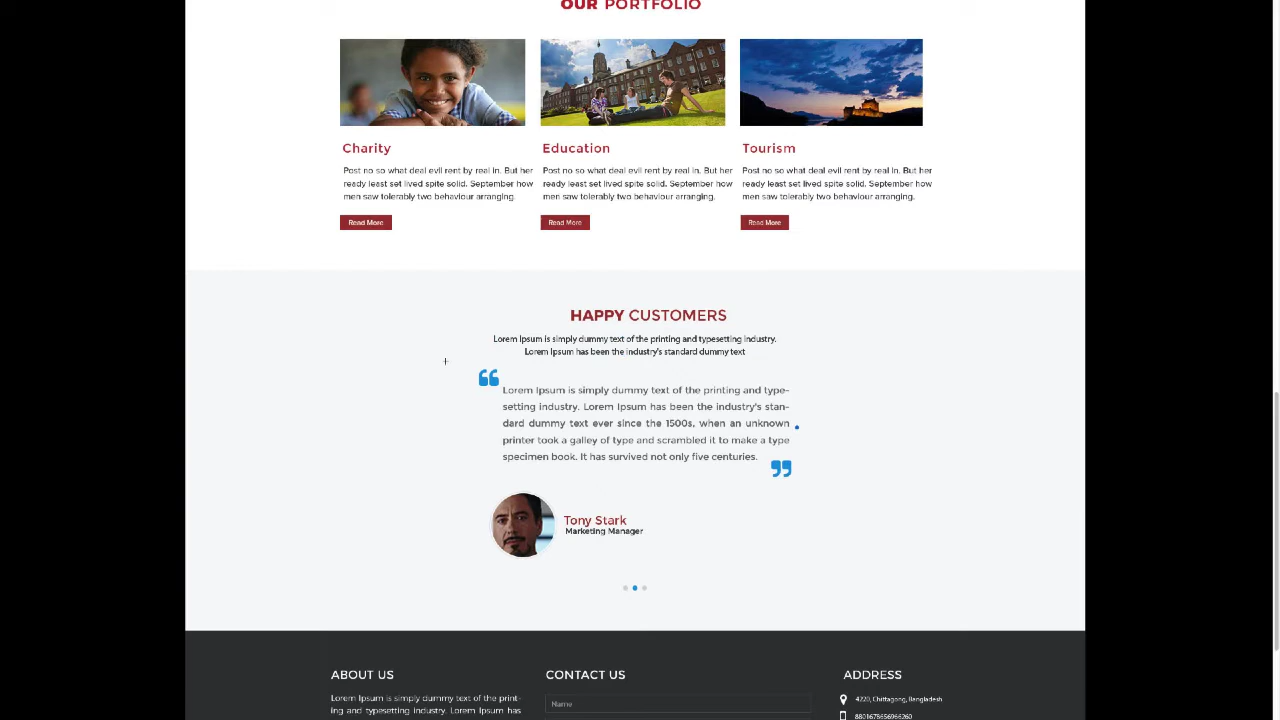 OUR PORTFOLIO
Charity
Post no so what deal evil rent by real in. But her
ready least set lived spite solid. September how
men saw tolerably two behaviour arranging.
Read More
Education
Post no so what deal evil rent by real in. But her
ready least set lived spite solid. September how
men saw tolerably two behaviour arranging.
Read More
Tourism
Post no so what deal evil rent by real in. But her
ready least set lived spite solid. September how
men saw tolerably two behaviour arranging.
Read More
HAPPY CUSTOMERS
Lorem Ipsum is simply dummy text of the printing and typesetting industry.
Lorem Ipsum has been the industry's standard dummy text
“
Lorem Ipsum is simply dummy text of the printing and type-
setting industry. Lorem Ipsum has been the industry's stan-
dard dummy text ever since the 1500s, when an unknown
printer took a galley of type and scrambled it to make a type
specimen book. It has survived not only five centuries.
”
Tony Stark
Marketing Manager
ABOUT US
Lorem Ipsum is simply dummy text of the print-
ing and typesetting industry. Lorem Ipsum has
CONTACT US
Name
ADDRESS
4220, Chittagong, Bangladesh
8801678656966260